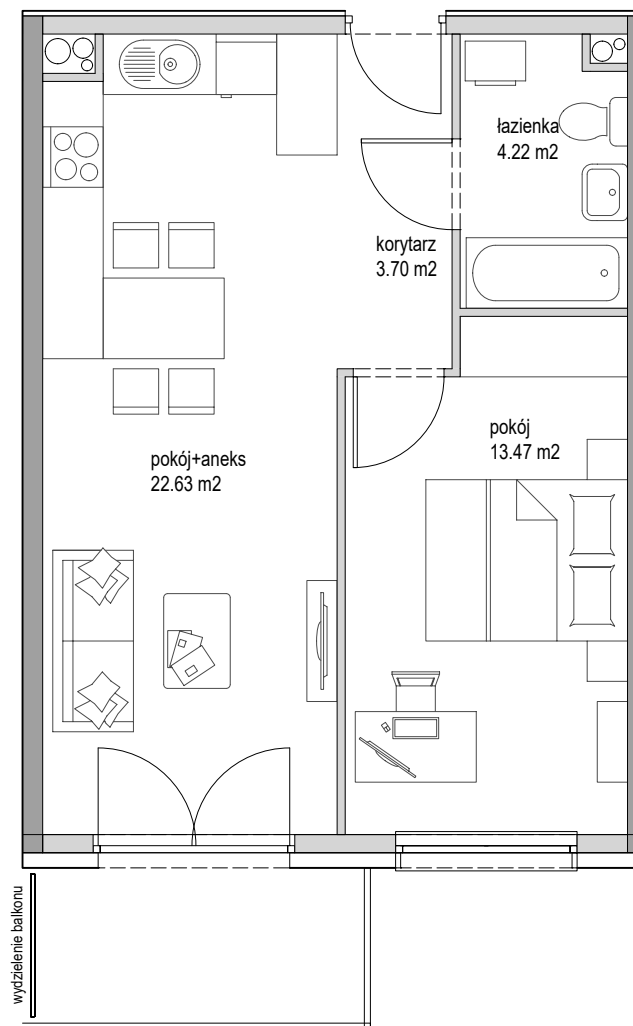 łazienka
4.22 m2
korytarz
3.70 m2
pokój
13.47 m2
pokój+aneks
22.63 m2
wydzielenie balkonu